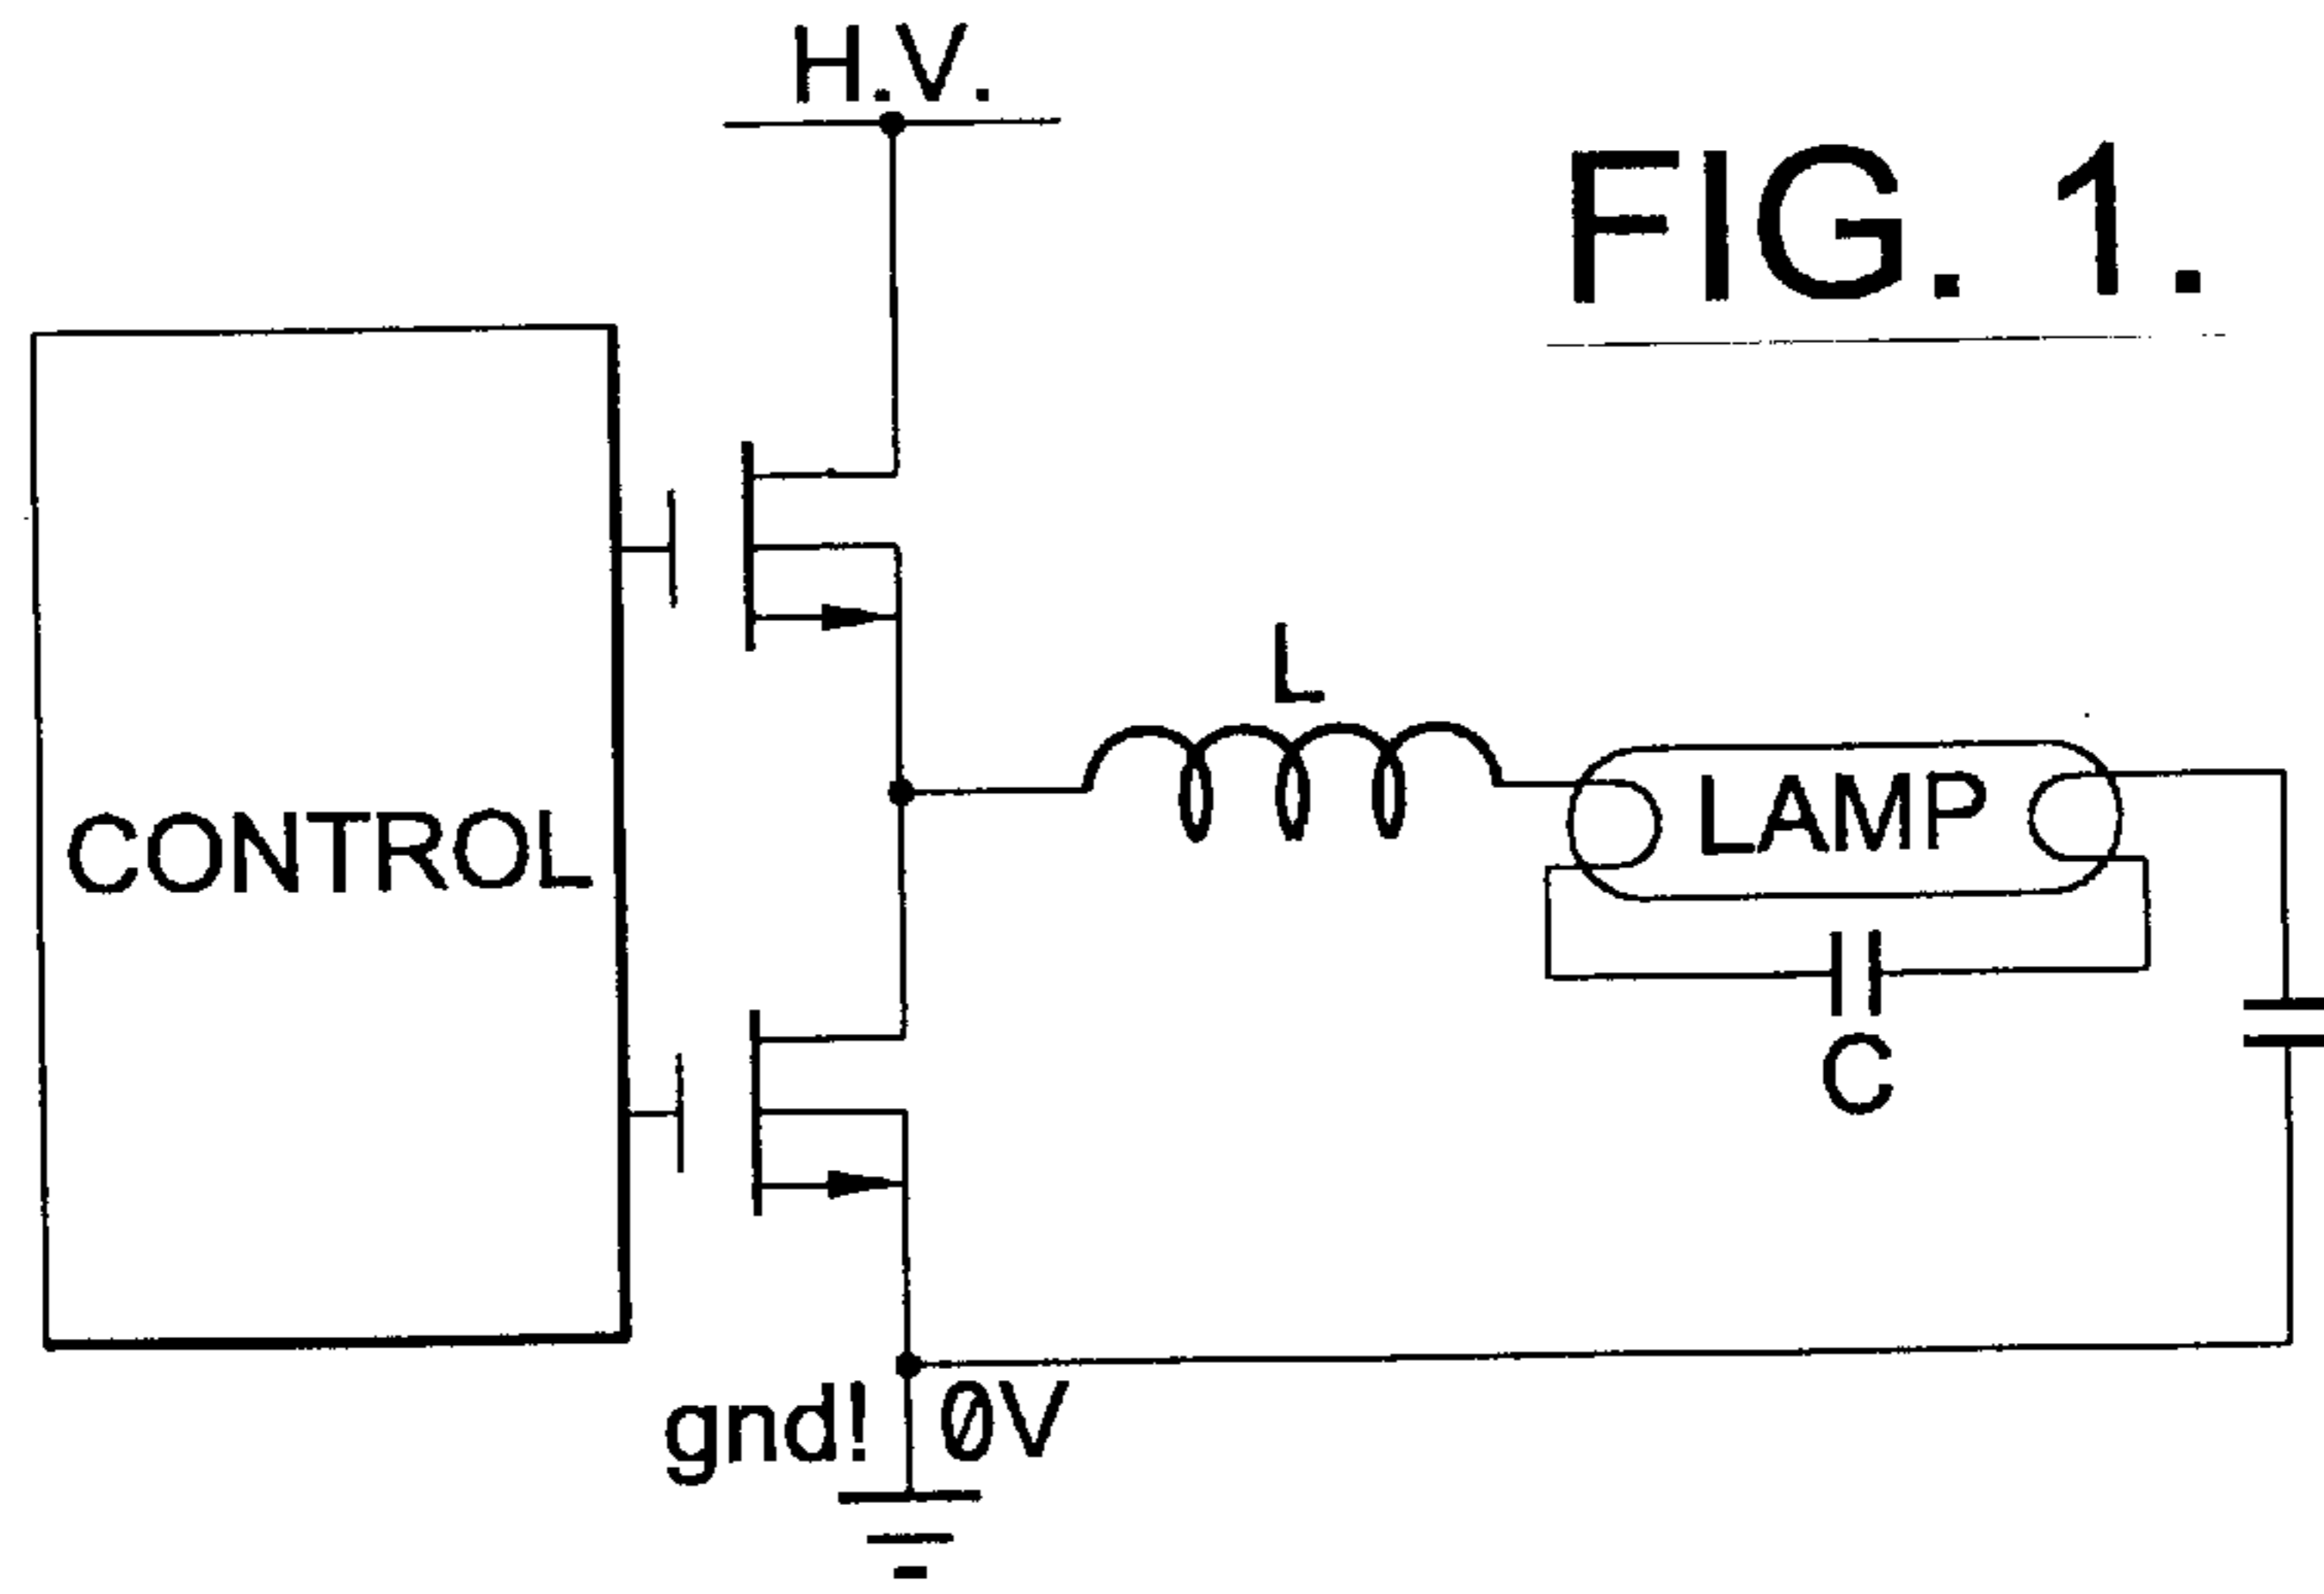 H.V.
FIG. 1.
L
LAMP
CONTROL
C
gnd! 0V